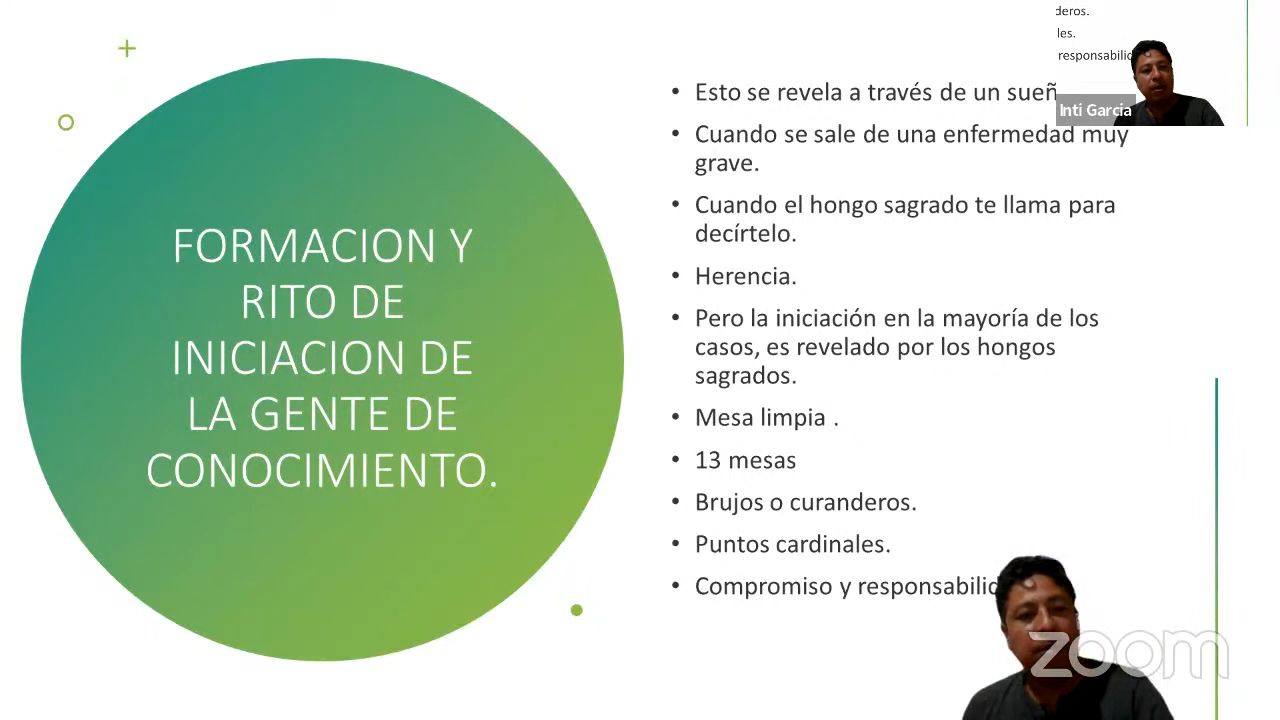 FORMACION Y
RITO DE
INICIACION DE
LA GENTE DE
CONOCIMIENTO.
• Esto se revela a través de un
• Cuando se sale de una enfermedad muy
grave.
• Cuando el hongo sagrado te llama para
decírtelo.
• Herencia.
• Pero la iniciación en la mayoría de los
casos, es revelado por los hongos
sagrados.
• Mesa limpia .
• 13 mesas
• Brujos o curanderos.
• Puntos cardinales.
• Compromiso y
deros.
les.
Inti Garcia
zoom